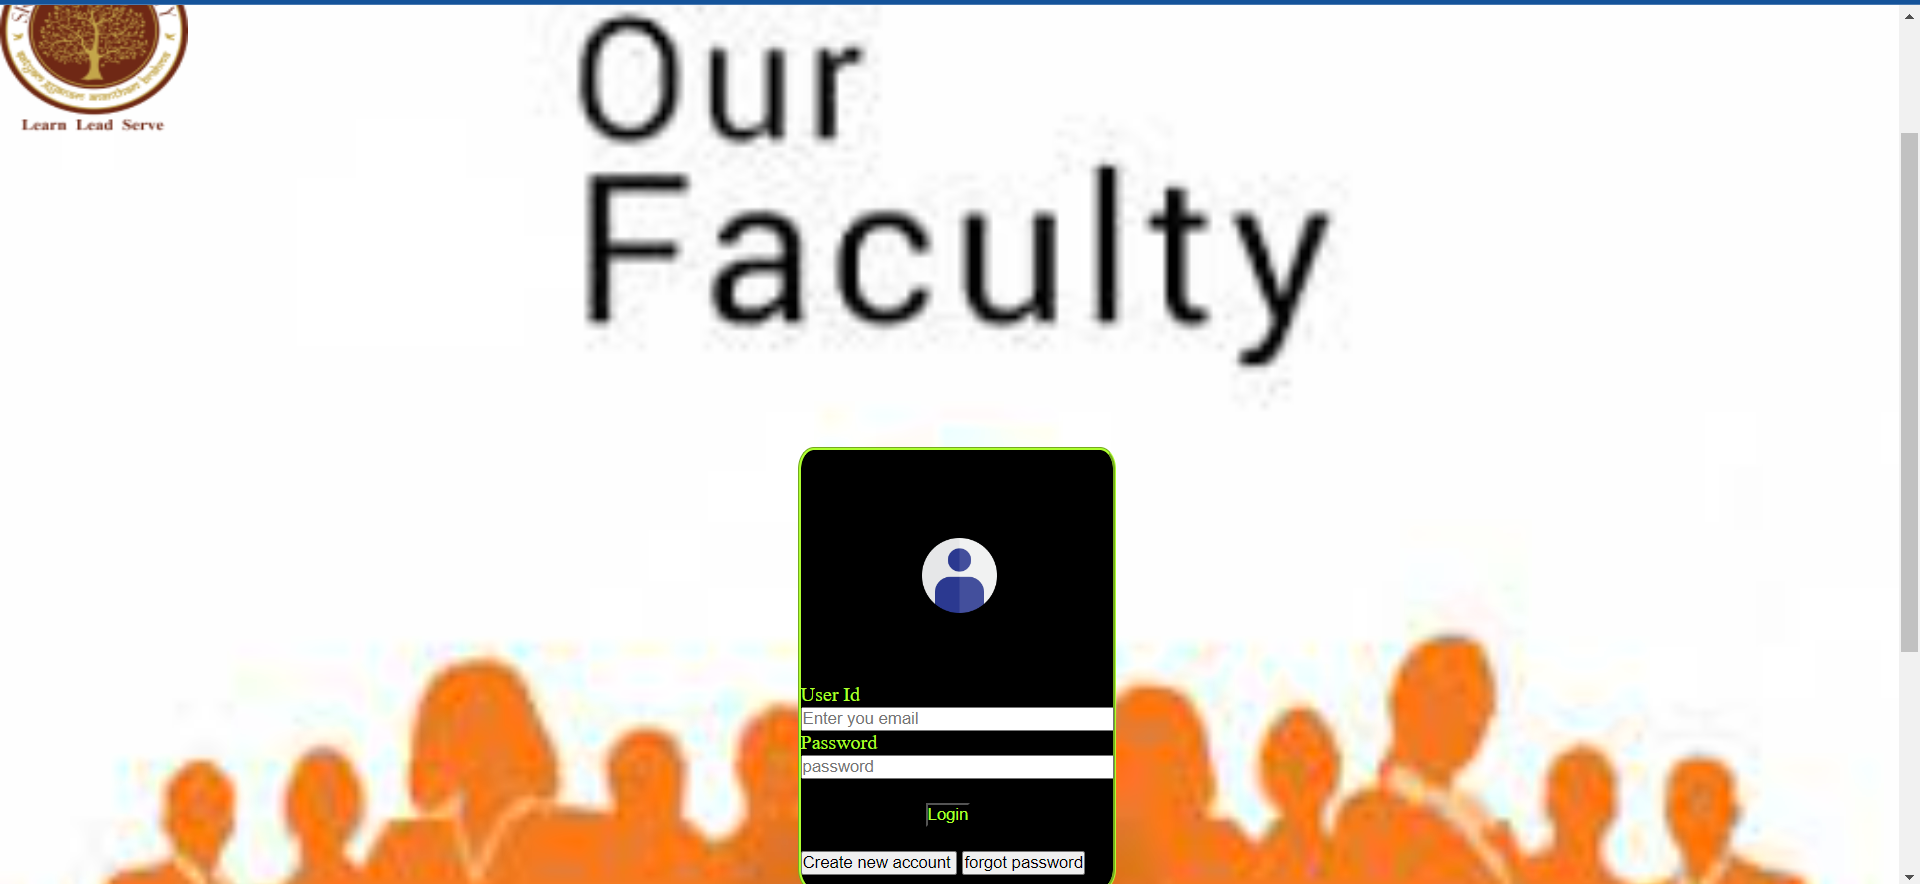 Learn Lead Serve
Our
Faculty
User Id
Enter you email
Password
password
Login
Create new account forgot password